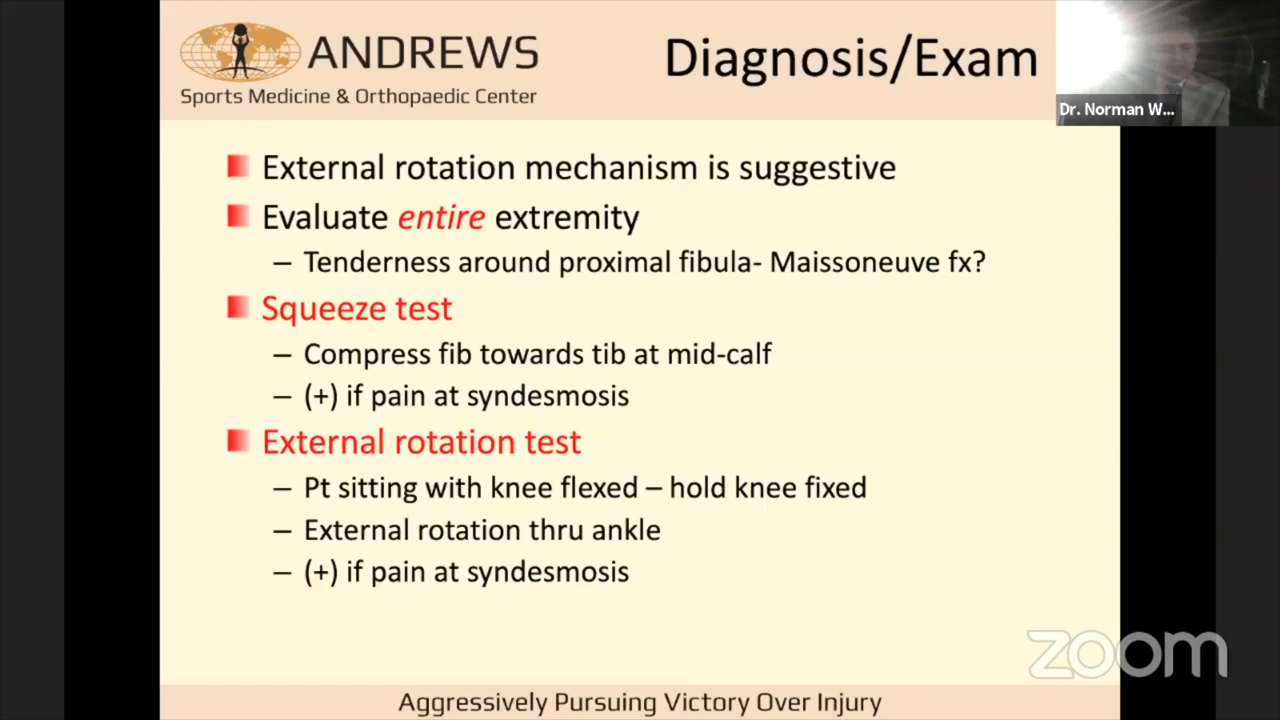 ANDREWS
Sports Medicine & Orthopaedic Center
Diagnosis/Exam
Dr. Norman W...
External rotation mechanism is suggestive
Evaluate entire extremity
– Tenderness around proximal fibula- Maissoneuve fx?
Squeeze test
– Compress fib towards tib at mid-calf
– (+) if pain at syndesmosis
External rotation test
– Pt sitting with knee flexed – hold knee fixed
– External rotation thru ankle
– (+) if pain at syndesmosis
zoom
Aggressively Pursuing Victory Over Injury